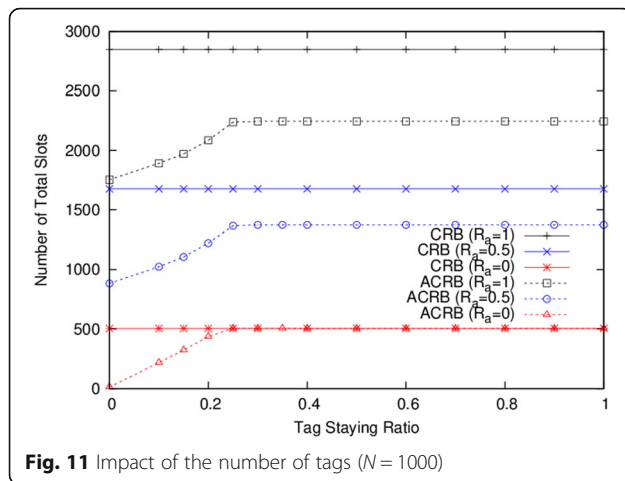 3000
2500
2000
1500
1000
500
0
Number of Total Slots
CRB (Ra=1)
CRB (Ra=0.5)
CRB (Ra=0)
ACRB (Ra=1)
ACRB (Ra=0.5)
ACRB (Ra=0)
0 0.2 0.4 0.6 0.8 1
Tag Staying Ratio
Fig. 11 Impact of the number of tags (N = 1000)